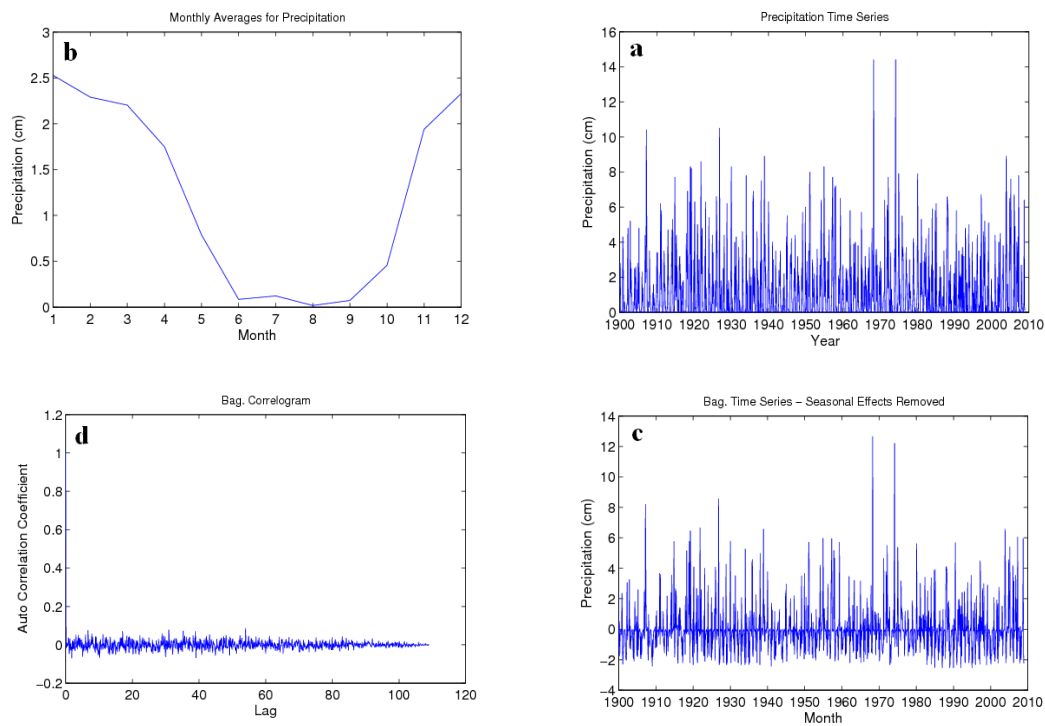 Monthly Averages for Precipitation
b
3
2.5
2
1.5
1
0.5
0
Precipitation (cm)
1 2 3 4 5 6 7 8 9 10 11 12
Month
Precipitation Time Series
a
16
14
12
10
8
6
4
2
0
Precipitation (cm)
1900 1910 1920 1930 1940 1950 1960 1970 1980 1990 2000 2010
Year
Bag. Correlogram
d
1.2
1
0.8
0.6
0.4
0.2
0
−0.2
Auto Correlation Coefficient
0 20 40 60 80 100 120
Lag
Bag. Time Series − Seasonal Effects Removed
c
14
12
10
8
6
4
2
0
−2
−4
Precipitation (cm)
1900 1910 1920 1930 1940 1950 1960 1970 1980 1990 2000 2010
Month